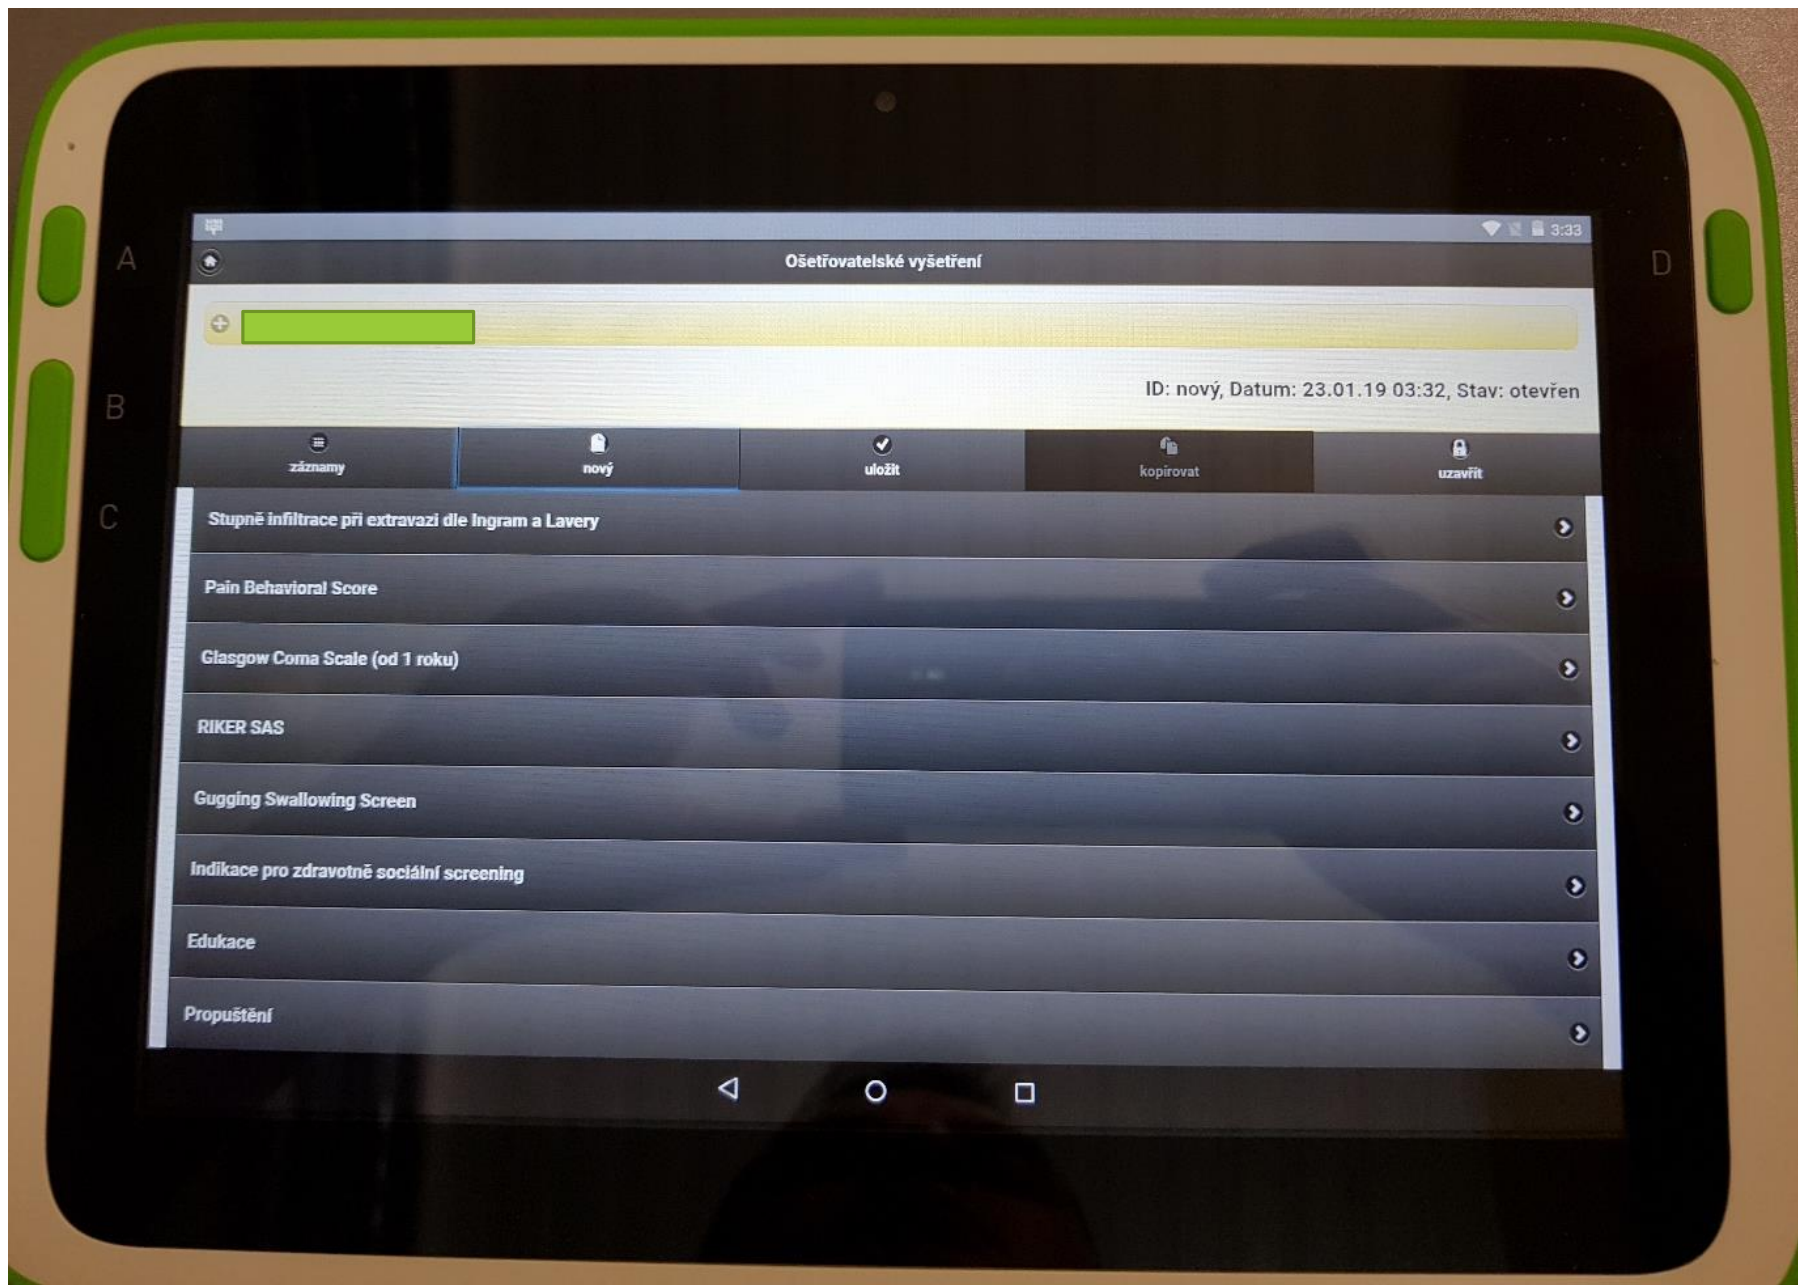 3:33
Ošetřovatelské vyšetření
ID: nový, Datum: 23.01.19 03:32, Stav: otevřen
záznamy nový uložit kopírovat uzavřít
Stupně infiltrace při extravazi dle Ingram a Lavery
Pain Behavioral Score
Glasgow Coma Scale (od 1 roku)
RIKER SAS
Gugging Swallowing Screen
Indikace pro zdravotně sociální screening
Edukace
Propuštění
A
B
C
D